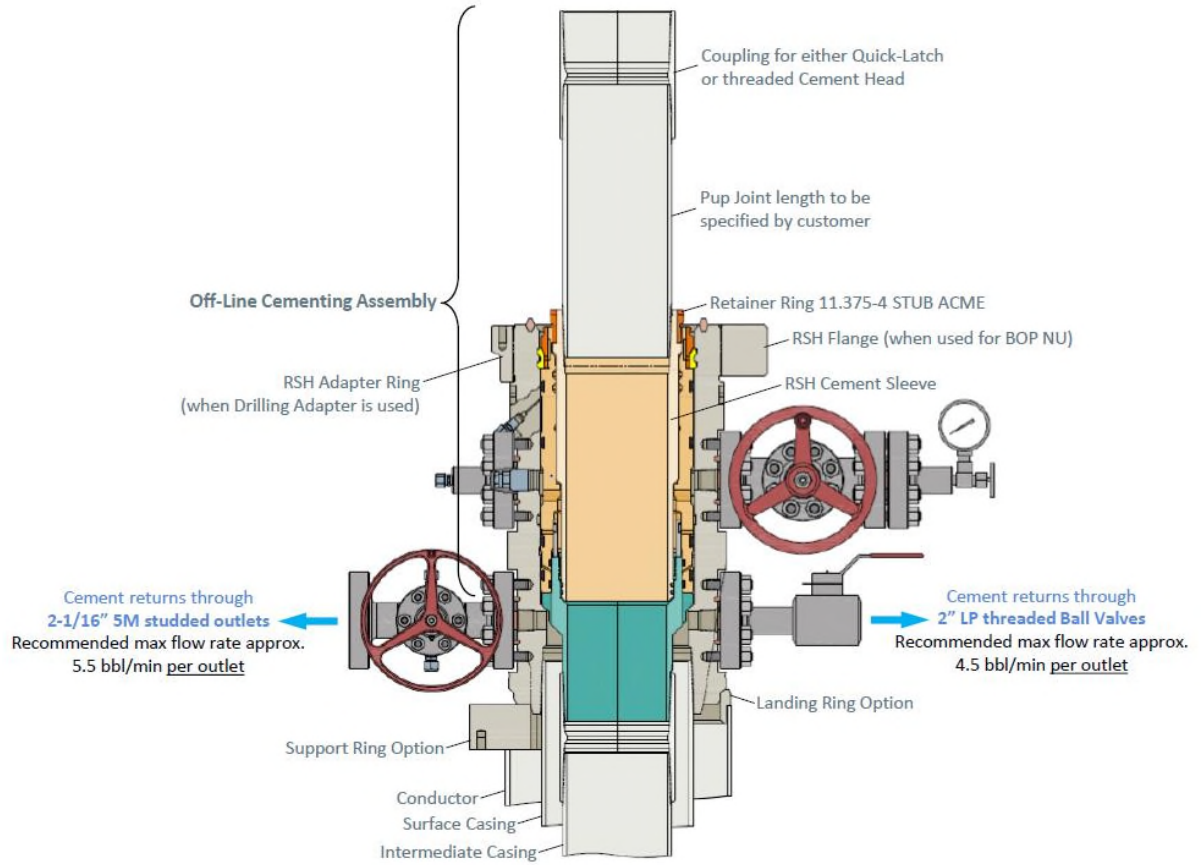 Coupling for either Quick-Latch
or threaded Cement Head
Pup Joint length to be
specified by customer
Off-Line Cementing Assembly
Retainer Ring 11.375-4 STUB ACME
RSH Flange (when used for BOP NU)
RSH Adapter Ring
(when Drilling Adapter is used)
RSH Cement Sleeve
Cement returns through
2-1/16” 5M studded outlets
Recommended max flow rate approx.
5.5 bbl/min per outlet
Cement returns through
2” LP threaded Ball Valves
Recommended max flow rate approx.
4.5 bbl/min per outlet
Landing Ring Option
Support Ring Option
Conductor
Surface Casing
Intermediate Casing